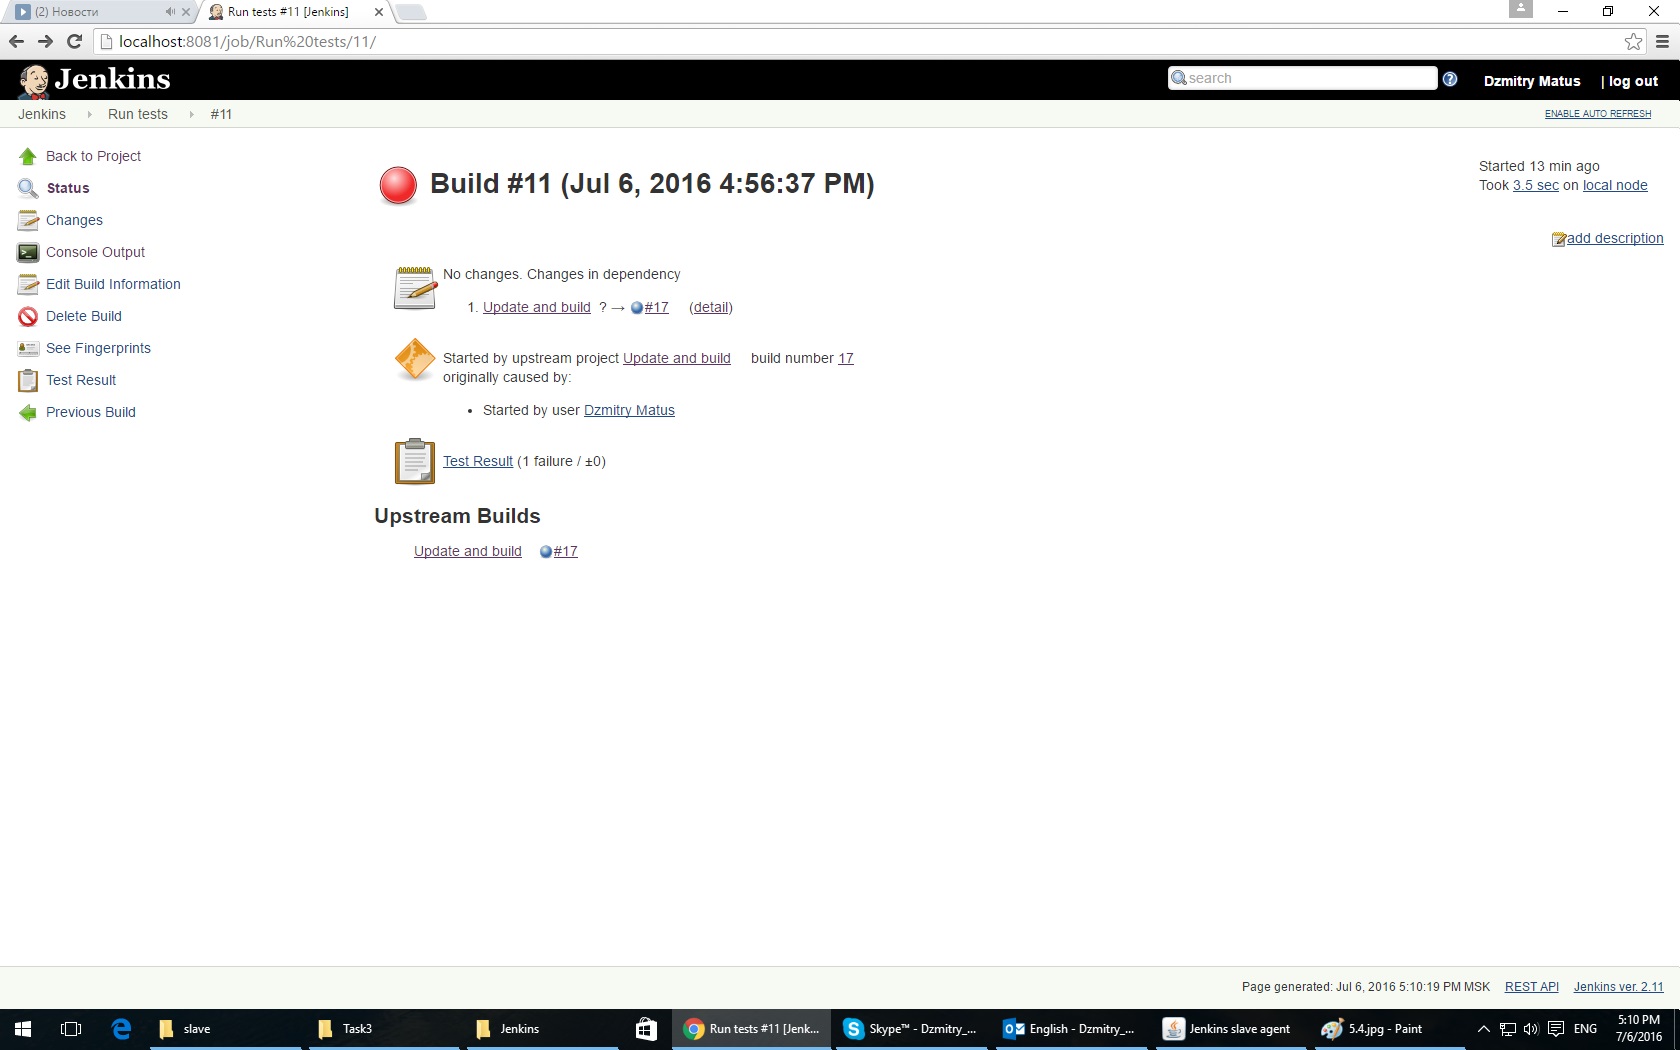 (2) Новости
Run tests #11 [Jenkins]
localhost:8081/job/Run%20tests/11/
Jenkins
search
Dzmitry Matus
| log out
Jenkins
Run tests
#11
ENABLE AUTO REFRESH
Back to Project
Status
Changes
Console Output
Edit Build Information
Delete Build
See Fingerprints
Test Result
Previous Build
Build #11 (Jul 6, 2016 4:56:37 PM)
Started 13 min ago
Took 3.5 sec on local node
add description
No changes. Changes in dependency
1. Update and build ? → #17 (detail)
Started by upstream project Update and build build number 17
originally caused by:
• Started by user Dzmitry Matus
Test Result (1 failure / ±0)
Upstream Builds
Update and build #17
Page generated: Jul 6, 2016 5:10:19 PM MSK
REST API
Jenkins ver. 2.11
slave
Task3
Jenkins
Run tests #11 [Jenk...
Skype™ - Dzmitry_...
English - Dzmitry_...
Jenkins slave agent
5.4.jpg - Paint
ENG
5:10 PM
7/6/2016